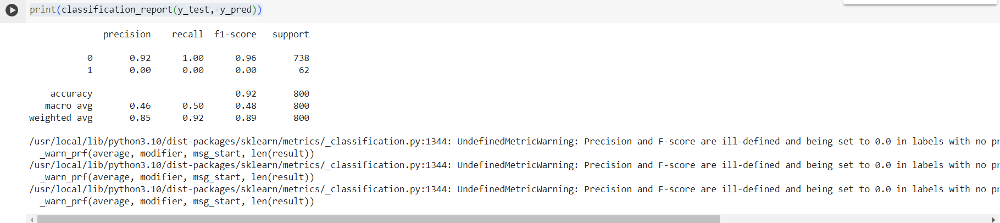 print(classification_report(y_test, y_pred))
precision recall f1-score support
0 0.92 1.00 0.96 738
1 0.00 0.00 0.00 62
accuracy 0.92 800
macro avg 0.46 0.50 0.48 800
weighted avg 0.85 0.92 0.89 800
/usr/local/lib/python3.10/dist-packages/sklearn/metrics/_classification.py:1344: UndefinedMetricWarning: Precision and F-score are ill-defined and being set to 0.0 in labels with no pr
_warn_prf(average, modifier, msg_start, len(result))
/usr/local/lib/python3.10/dist-packages/sklearn/metrics/_classification.py:1344: UndefinedMetricWarning: Precision and F-score are ill-defined and being set to 0.0 in labels with no pr
_warn_prf(average, modifier, msg_start, len(result))
/usr/local/lib/python3.10/dist-packages/sklearn/metrics/_classification.py:1344: UndefinedMetricWarning: Precision and F-score are ill-defined and being set to 0.0 in labels with no pr
_warn_prf(average, modifier, msg_start, len(result))